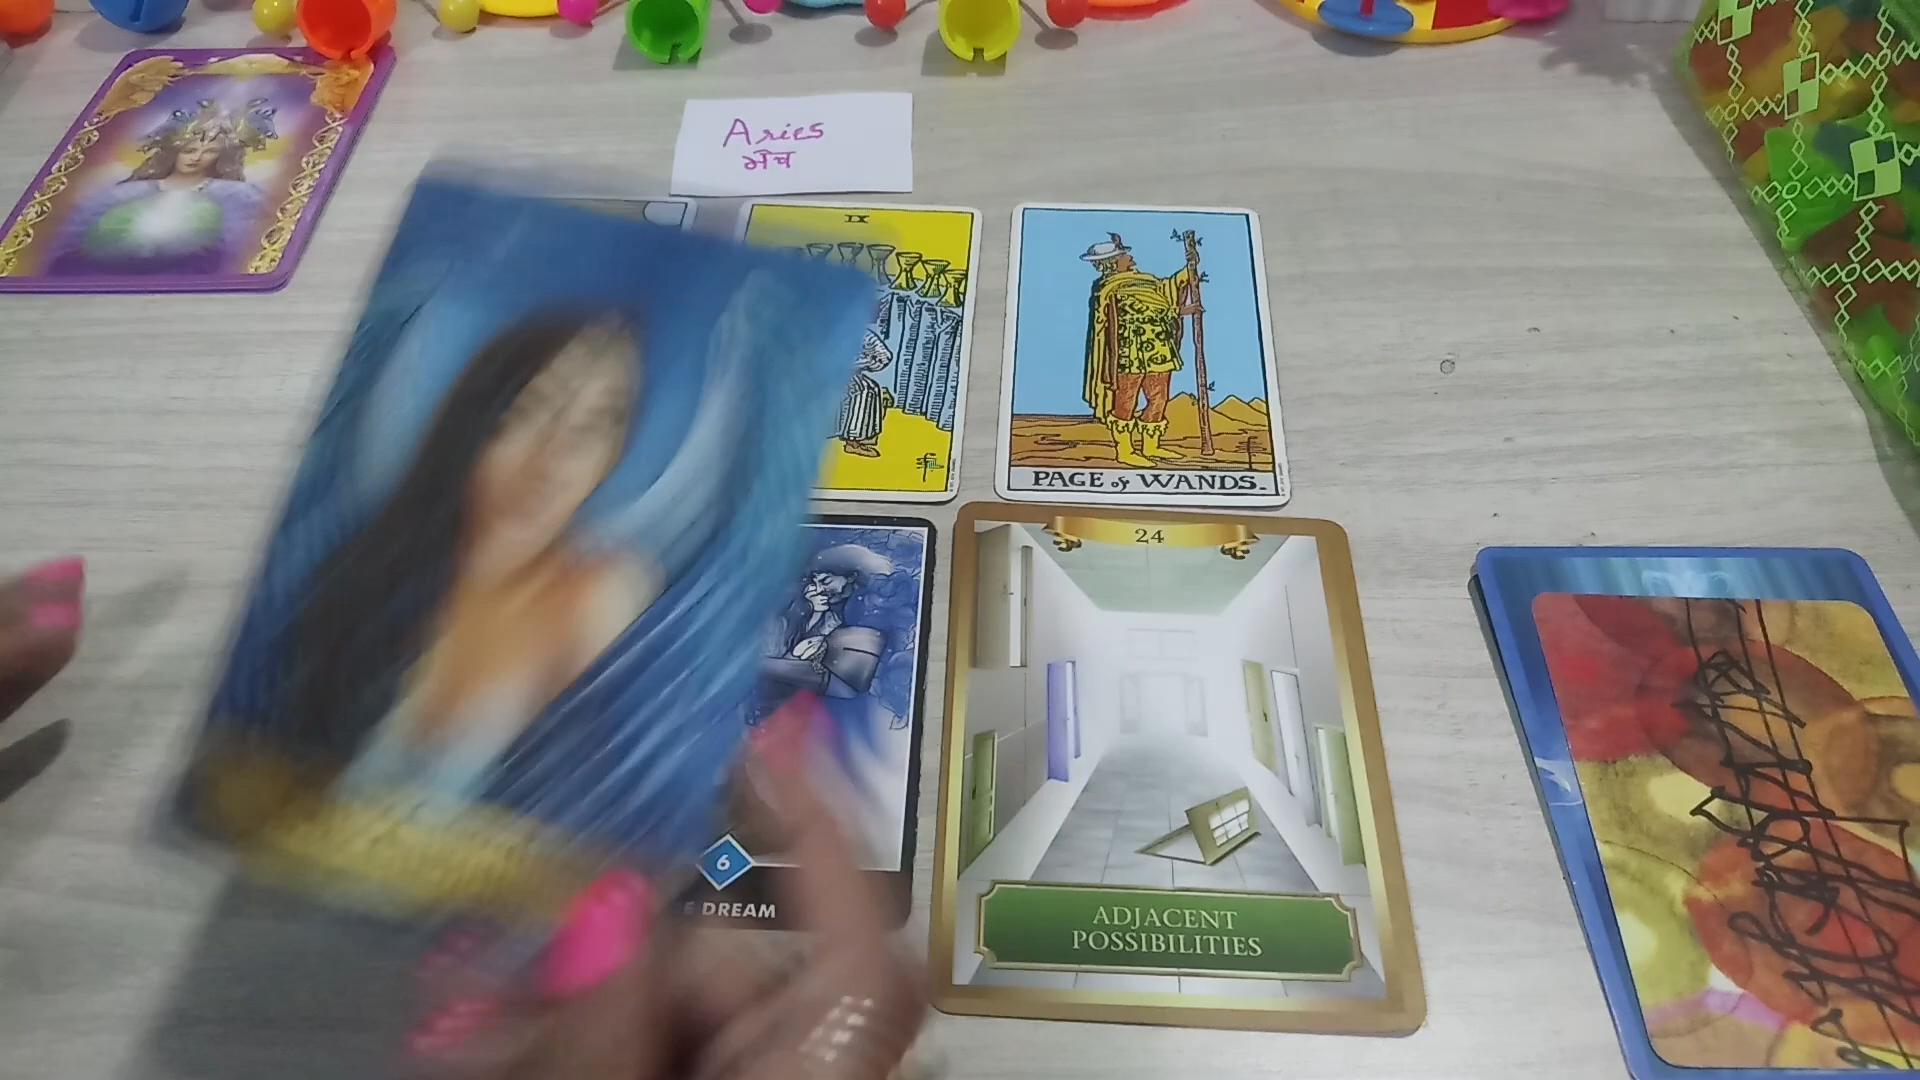 Aries
मेष
IX
PAGE of WANDS.
6
E DREAM
24
ADJACENT
POSSIBILITIES